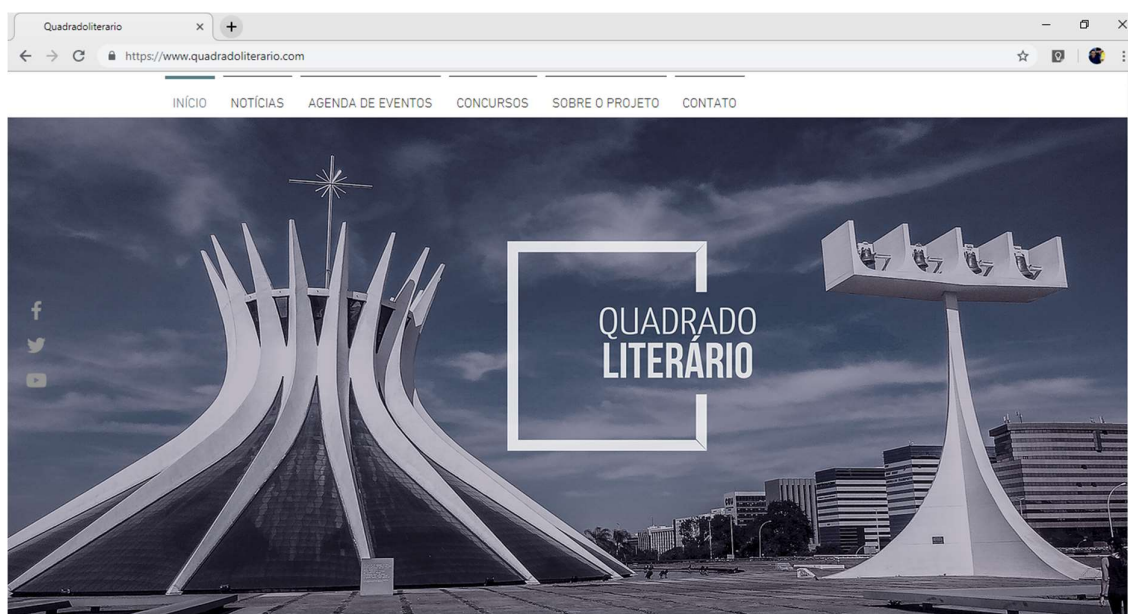 Quadradoliterario
https://www.quadradoliterario.com
INÍCIO NOTÍCIAS AGENDA DE EVENTOS CONCURSOS SOBRE O PROJETO CONTATO
QUADRADO
LITERÁRIO